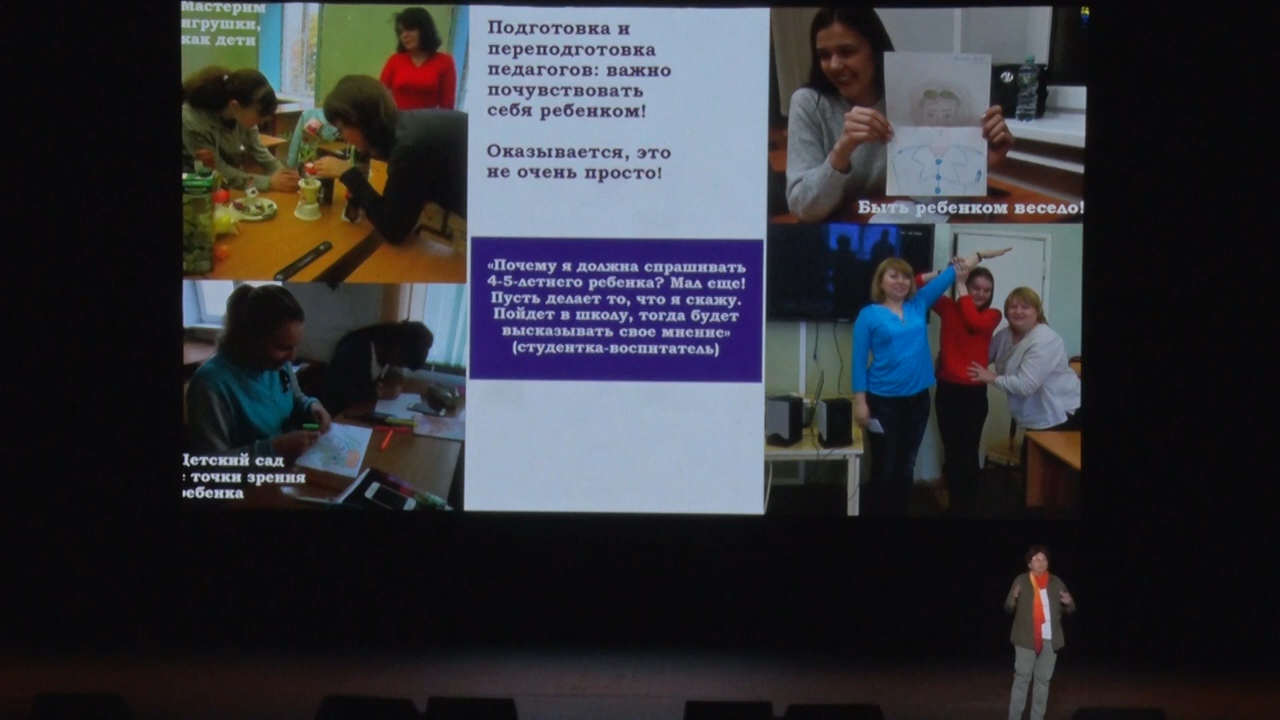 Мастерим
игрушки,
как дети
Подготовка и
переподготовка
педагогов: важно
почувствовать
себя ребенком!
Оказывается, это
не очень просто!
Быть ребенком весело!
«Почему я должна спрашивать
4-5-летнего ребенка? Мал еще!
Пусть делает то, что я скажу.
Пойдет в школу, тогда будет
высказывать свое мнение»
(студентка-воспитатель)
Детский сад
с точки зрения
ребенка